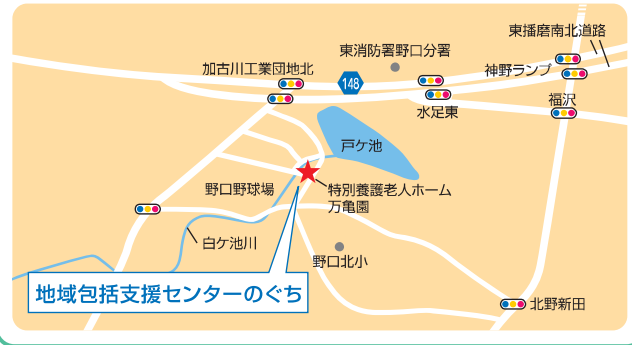 東播磨南北道路
東消防署野口分署
加古川工業団地北
神野ランプ
148
福沢
水足東
戸ケ池
野口野球場
特別養護老人ホーム
万亀園
白ケ池川
野口北小
地域包括支援センターのぐち
北野新田